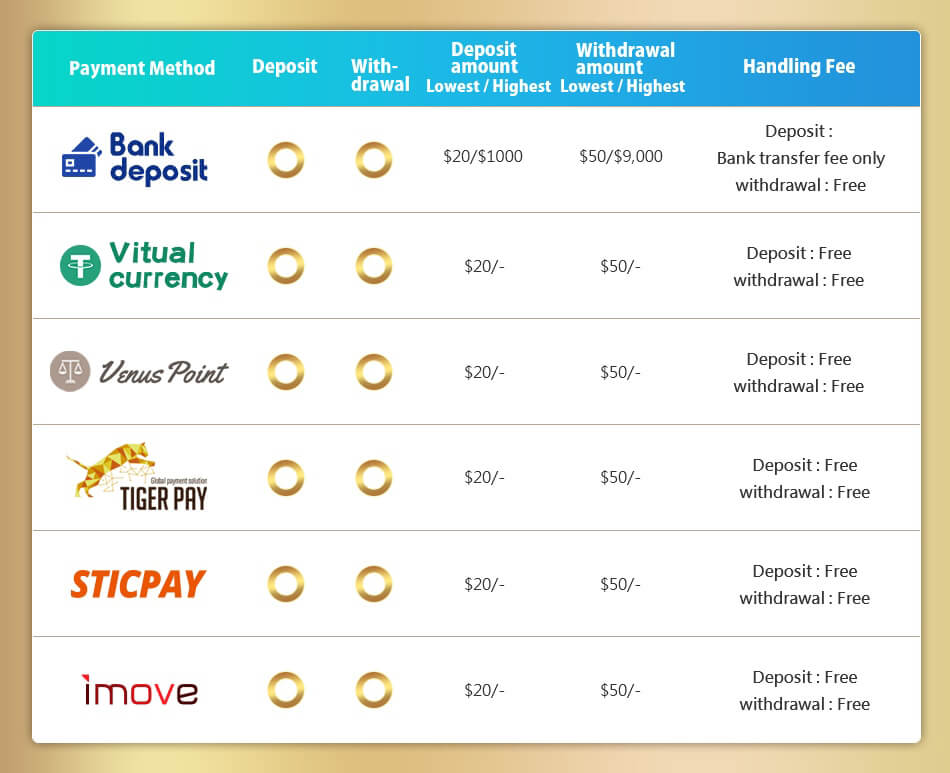 Payment Method
Deposit
With-
drawal
Deposit
amount
Lowest / Highest
Withdrawal
amount
Lowest / Highest
Handling Fee
Bank
deposit
$20/$1000
$50/$9,000
Deposit :
Bank transfer fee only
withdrawal : Free
Vitual
currency
$20/-
$50/-
Deposit : Free
withdrawal : Free
Venus Point
$20/-
$50/-
Deposit : Free
withdrawal : Free
Global payment solution
TIGER PAY
$20/-
$50/-
Deposit : Free
withdrawal : Free
STICPAY
$20/-
$50/-
Deposit : Free
withdrawal : Free
imove
$20/-
$50/-
Deposit : Free
withdrawal : Free